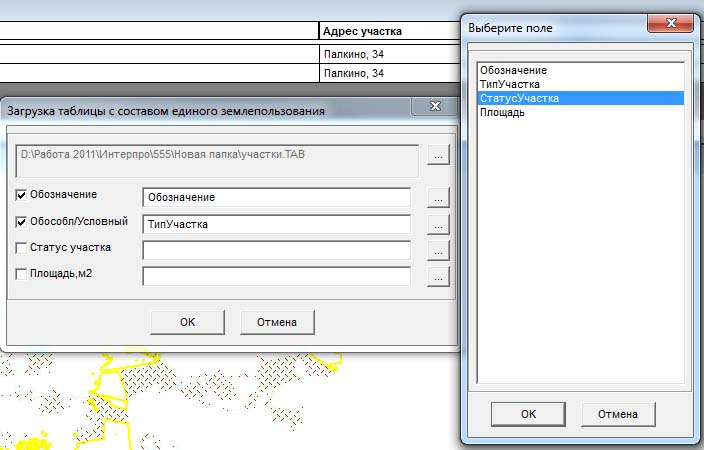 Адрес участка
Палкино, 34
Палкино, 34
Загрузка таблицы с составом единого землепользования
D:\Работа 2011\Интерпро\555\Новая папка\участки.TAB
...
Обозначение
Обозначение
...
Обособл/Условный
ТипУчастка
...
Статус участка
...
Площадь,м2
...
OK
Отмена
Выберите поле
Обозначение
ТипУчастка
СтатусУчастка
Площадь
OK
Отмена